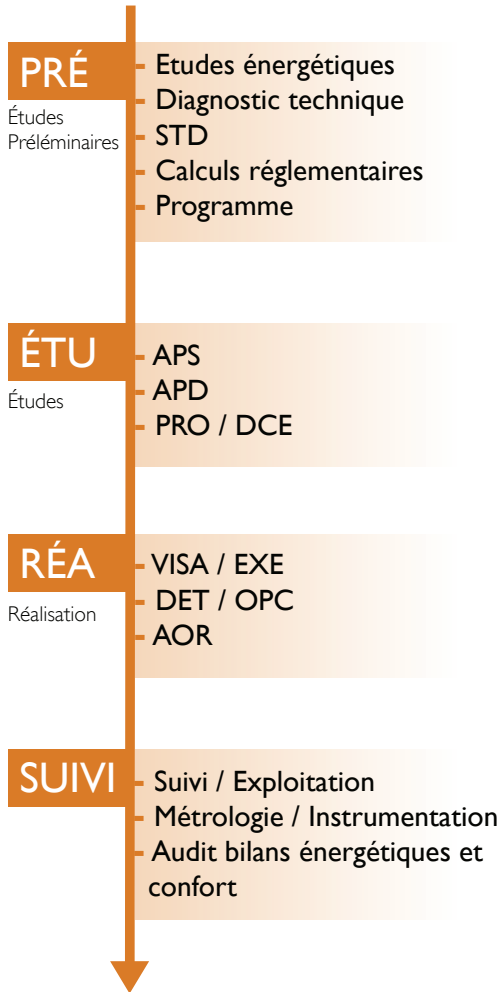 PRÉ
Études
Préléminaires
- Etudes énergétiques
- Diagnostic technique
- STD
- Calculs réglementaires
- Programme
ÉTU
Études
- APS
- APD
- PRO / DCE
RÉA
Réalisation
- VISA / EXE
- DET / OPC
- AOR
SUIVI
- Suivi / Exploitation
- Métrologie / Instrumentation
- Audit bilans énergétiques et
confort